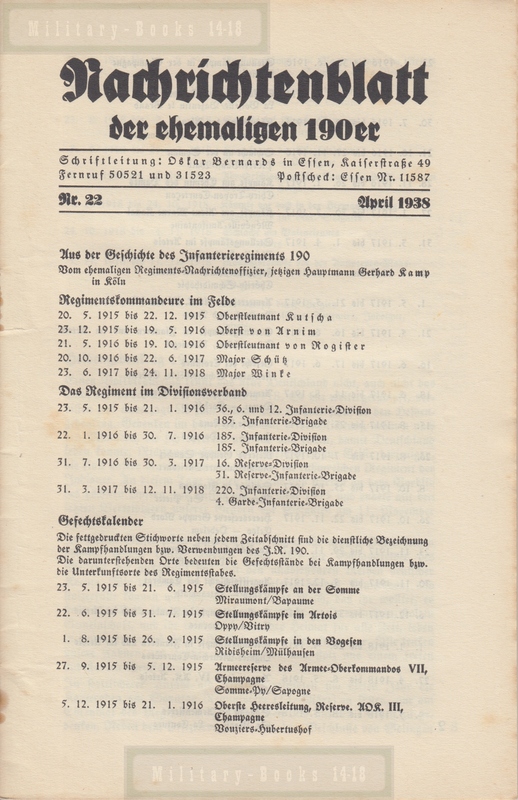 Military-Books 14-18
Nachrichtenblatt
der ehemaligen 190er
Schriftleitung: Oskar Bernards in Essen, Kaiserstraße 49
Fernruf 50521 und 31523 Postscheck: Essen Nr. 11587
Nr. 22 April 1938
Aus der Geschichte des Infanterieregiments 190
Vom ehemaligen Regiments-Nachrichtenoffizier, jetzigen Hauptmann Gerhard Kamp
in Köln
Regimentskommandeure im Felde
20. 5. 1915 bis 22. 12. 1915 Oberstleutnant Kutscha
23. 12. 1915 bis 19. 5. 1916 Oberst von Arnim
21. 5. 1916 bis 19. 10. 1916 Oberstleutnant von Rogister
20. 10. 1916 bis 22. 6. 1917 Major Schütz
23. 6. 1917 bis 24. 11. 1918 Major Winke
Das Regiment im Divisionsverband
23. 5. 1915 bis 21. 1. 1916 36., 6. und 12. Infanterie-Division
185. Infanterie-Brigade
22. 1. 1916 bis 30. 7. 1916 185. Infanterie-Division
185. Infanterie-Brigade
31. 7. 1916 bis 30. 3. 1917 16. Reserve-Division
31. Reserve-Infanterie-Brigade
31. 3. 1917 bis 12. 11. 1918 220. Infanterie-Division
4. Garde-Infanterie-Brigade
Gefechtskalender
Die fettgedruckten Stichworte neben jedem Zeitabschnitt sind die dienstliche Bezeichnung
der Kampfhandlungen bzw. Verwendungen des J.R. 190.
Die darunterstehenden Orte bedeuten die Gefechtsstände bei Kampfhandlungen bzw.
die Unterkunftsorte des Regimentsstabes.
23. 5. 1915 bis 21. 6. 1915 Stellungskämpfe an der Somme
Miraumont/Bapaume
22. 6. 1915 bis 31. 7. 1915 Stellungskämpfe im Artois
Oppy/Vitry
1. 8. 1915 bis 26. 9. 1915 Stellungskämpfe in den Vogesen
Ridisheim/Mülhausen
27. 9. 1915 bis 5. 12. 1915 Armeereserve des Armee-Oberkommandos VII,
Champagne
Somme-Py/Sapogne
5. 12. 1915 bis 21. 1. 1916 Oberste Heeresleitung, Reserve. AOK. III,
Champagne
Vouziers-Hubertushof
Military-Books 14-18